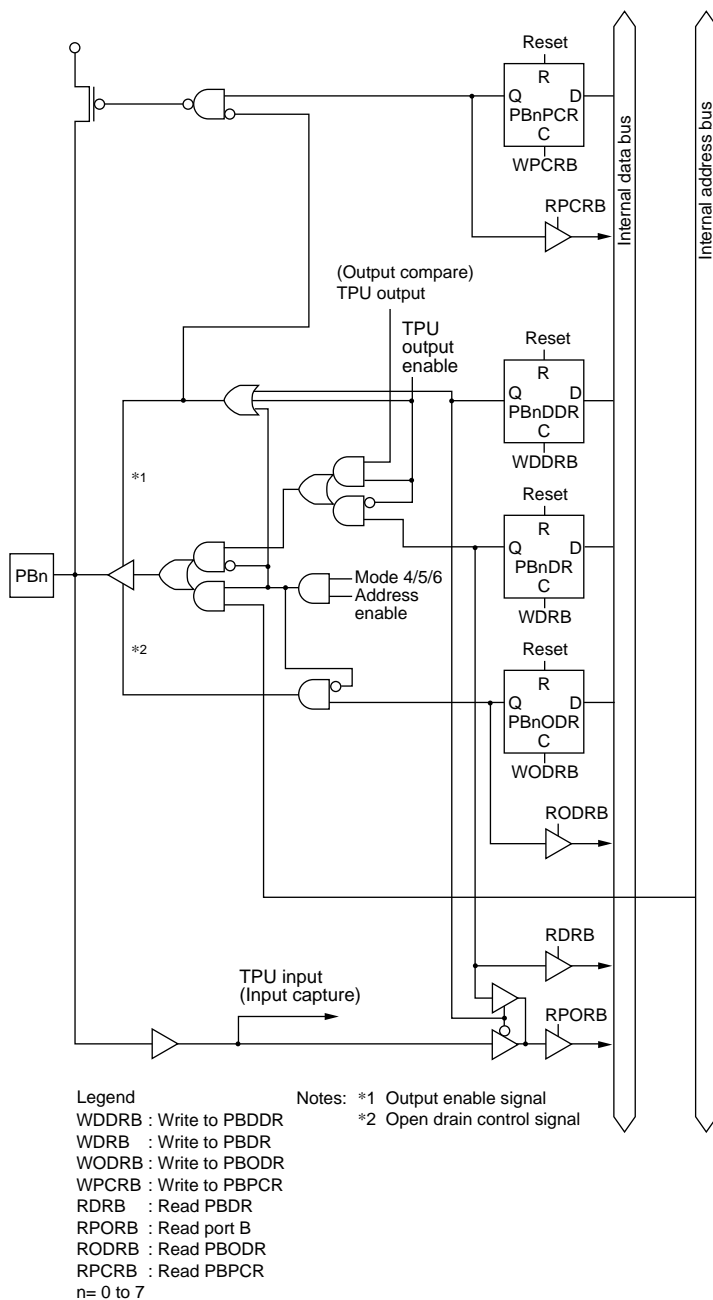 Reset
R
Q D
PBnPCR
C
WPCRB
RPCRB
Internal data bus
Internal address bus
(Output compare)
TPU output
TPU
output
enable
Reset
R
Q D
PBnDDR
C
WDDRB
*1
Reset
R
Q D
PBnDR
C
WDRB
PBn
Mode 4/5/6
Address
enable
*2
Reset
R
Q D
PBnODR
C
WODRB
RODRB
RDRB
TPU input
(Input capture)
RPORB
Legend
WDDRB : Write to PBDDR
WDRB : Write to PBDR
WODRB : Write to PBODR
WPCRB : Write to PBPCR
RDRB : Read PBDR
RPORB : Read port B
RODRB : Read PBODR
RPCRB : Read PBPCR
n= 0 to 7
Notes: *1 Output enable signal
*2 Open drain control signal